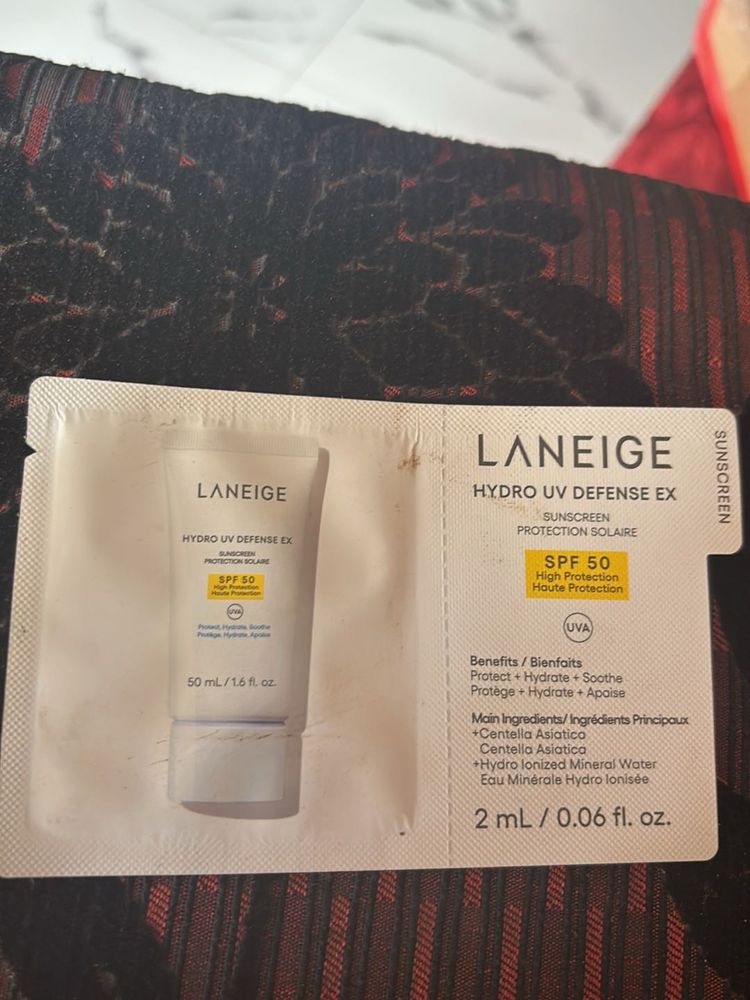 LANEIGE
HYDRO UV DEFENSE EX
SUNSCREEN
PROTECTION SOLAIRE
SPF 50
High Protection
Haute Protection
UVA
Protect, Hydrate, Soothe
Protège, Hydrate, Apaise
50 mL / 1.6 fl. oz.
LANEIGE
HYDRO UV DEFENSE EX
SUNSCREEN
PROTECTION SOLAIRE
SPF 50
High Protection
Haute Protection
UVA
Benefits / Bienfaits
Protect + Hydrate + Soothe
Protège + Hydrate + Apaise
Main Ingredients/ Ingrédients Principaux
+Centella Asiatica
Centella Asiatica
+Hydro Ionized Mineral Water
Eau Minérale Hydro Ionisée
2 mL / 0.06 fl. oz.
SUNSCREEN